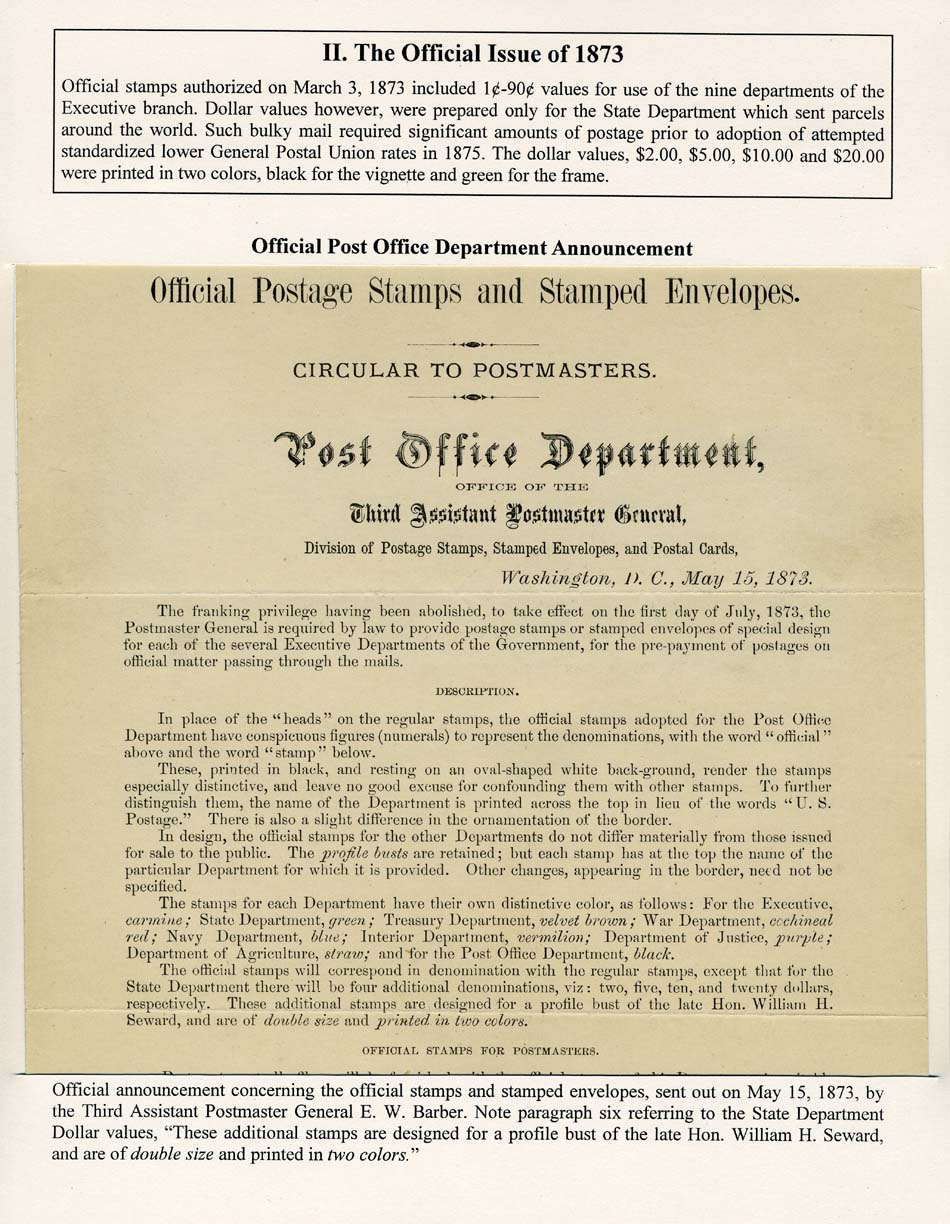 II. The Official Issue of 1873
Official stamps authorized on March 3, 1873 included 1¢-90¢ values for use of the nine departments of the
Executive branch. Dollar values however, were prepared only for the State Department which sent parcels
around the world. Such bulky mail required significant amounts of postage prior to adoption of attempted
standardized lower General Postal Union rates in 1875. The dollar values, $2.00, $5.00, $10.00 and $20.00
were printed in two colors, black for the vignette and green for the frame.
Official Post Office Department Announcement
Official Postage Stamps and Stamped Envelopes.
CIRCULAR TO POSTMASTERS.
Post Office Department,
OFFICE OF THE
Third Assistant Postmaster General,
Division of Postage Stamps, Stamped Envelopes, and Postal Cards,
Washington, D. C., May 15, 1873.
The franking privilege having been abolished, to take effect on the first day of July, 1873, the
Postmaster General is required by law to provide postage stamps or stamped envelopes of special design
for each of the several Executive Departments of the Government, for the pre-payment of postages on
official matter passing through the mails.
DESCRIPTION.
In place of the "heads" on the regular stamps, the official stamps adopted for the Post Office
Department have conspicuous figures (numerals) to represent the denominations, with the word "official"
above and the word "stamp" below.
These, printed in black, and resting on an oval-shaped white back-ground, render the stamps
especially distinctive, and leave no good excuse for confounding them with other stamps. To further
distinguish them, the name of the Department is printed across the top in lieu of the words "U. S.
Postage." There is also a slight difference in the ornamentation of the border.
In design, the official stamps for the other Departments do not differ materially from those issued
for sale to the public. The profile busts are retained; but each stamp has at the top the name of the
particular Department for which it is provided. Other changes, appearing in the border, need not be
specified.
The stamps for each Department have their own distinctive color, as follows: For the Executive,
carmine; State Department, green; Treasury Department, velvet brown; War Department, cochineal
red; Navy Department, blue; Interior Department, vermilion; Department of Justice, purple;
Department of Agriculture, straw; and for the Post Office Department, black.
The official stamps will correspond in denomination with the regular stamps, except that for the
State Department there will be four additional denominations, viz: two, five, ten, and twenty dollars,
respectively. These additional stamps are designed for a profile bust of the late Hon. William H.
Seward, and are of double size and printed in two colors.
OFFICIAL STAMPS FOR POSTMASTERS.
Official announcement concerning the official stamps and stamped envelopes, sent out on May 15, 1873, by
the Third Assistant Postmaster General E. W. Barber. Note paragraph six referring to the State Department
Dollar values, "These additional stamps are designed for a profile bust of the late Hon. William H. Seward,
and are of double size and printed in two colors."